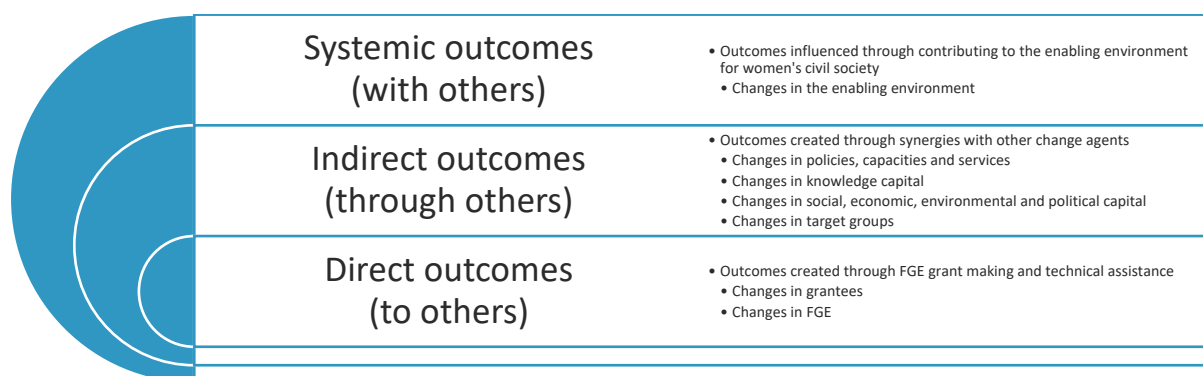 Systemic outcomes
(with others)
• Outcomes influenced through contributing to the enabling environment
for women's civil society
• Changes in the enabling environment
Indirect outcomes
(through others)
• Outcomes created through synergies with other change agents
• Changes in policies, capacities and services
• Changes in knowledge capital
• Changes in social, economic, environmental and political capital
• Changes in target groups
Direct outcomes
(to others)
• Outcomes created through FGE grant making and technical assistance
• Changes in grantees
• Changes in FGE